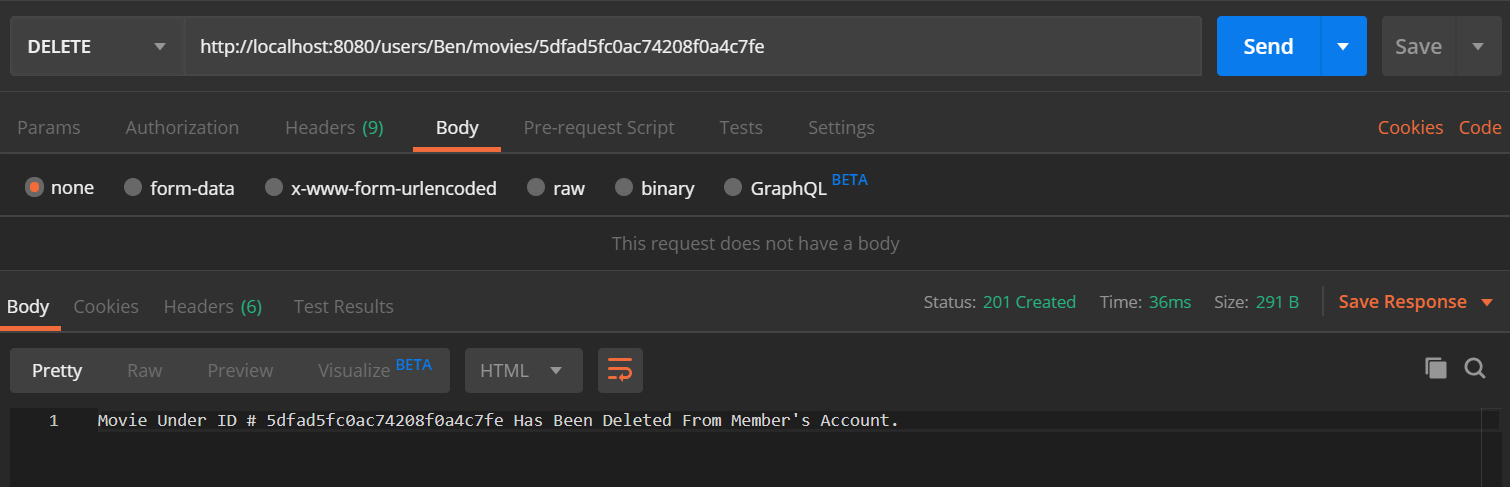 DELETE http://localhost:8080/users/Ben/movies/5dfad5fc0ac74208f0a4c7fe Send Save
Params Authorization Headers (9) Body Pre-request Script Tests Settings Cookies Code
none form-data x-www-form-urlencoded raw binary GraphQL BETA
This request does not have a body
Body Cookies Headers (6) Test Results Status: 201 Created Time: 36ms Size: 291 B Save Response
Pretty Raw Preview Visualize BETA HTML
1 Movie Under ID # 5dfad5fc0ac74208f0a4c7fe Has Been Deleted From Member's Account.